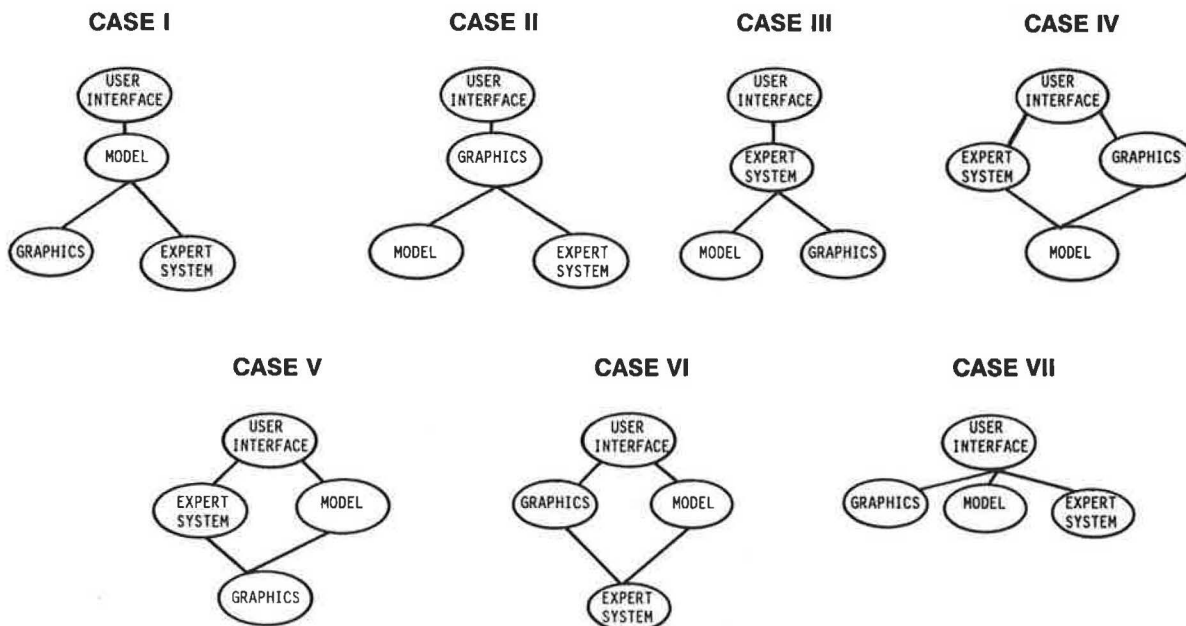 CASE I
USER
INTERFACE
MODEL
GRAPHICS
EXPERT
SYSTEM
CASE II
USER
INTERFACE
GRAPHICS
MODEL
EXPERT
SYSTEM
CASE III
USER
INTERFACE
EXPERT
SYSTEM
MODEL
GRAPHICS
CASE IV
USER
INTERFACE
EXPERT
SYSTEM
GRAPHICS
MODEL
CASE V
USER
INTERFACE
EXPERT
SYSTEM
MODEL
GRAPHICS
CASE VI
USER
INTERFACE
GRAPHICS
MODEL
EXPERT
SYSTEM
CASE VII
USER
INTERFACE
GRAPHICS
MODEL
EXPERT
SYSTEM